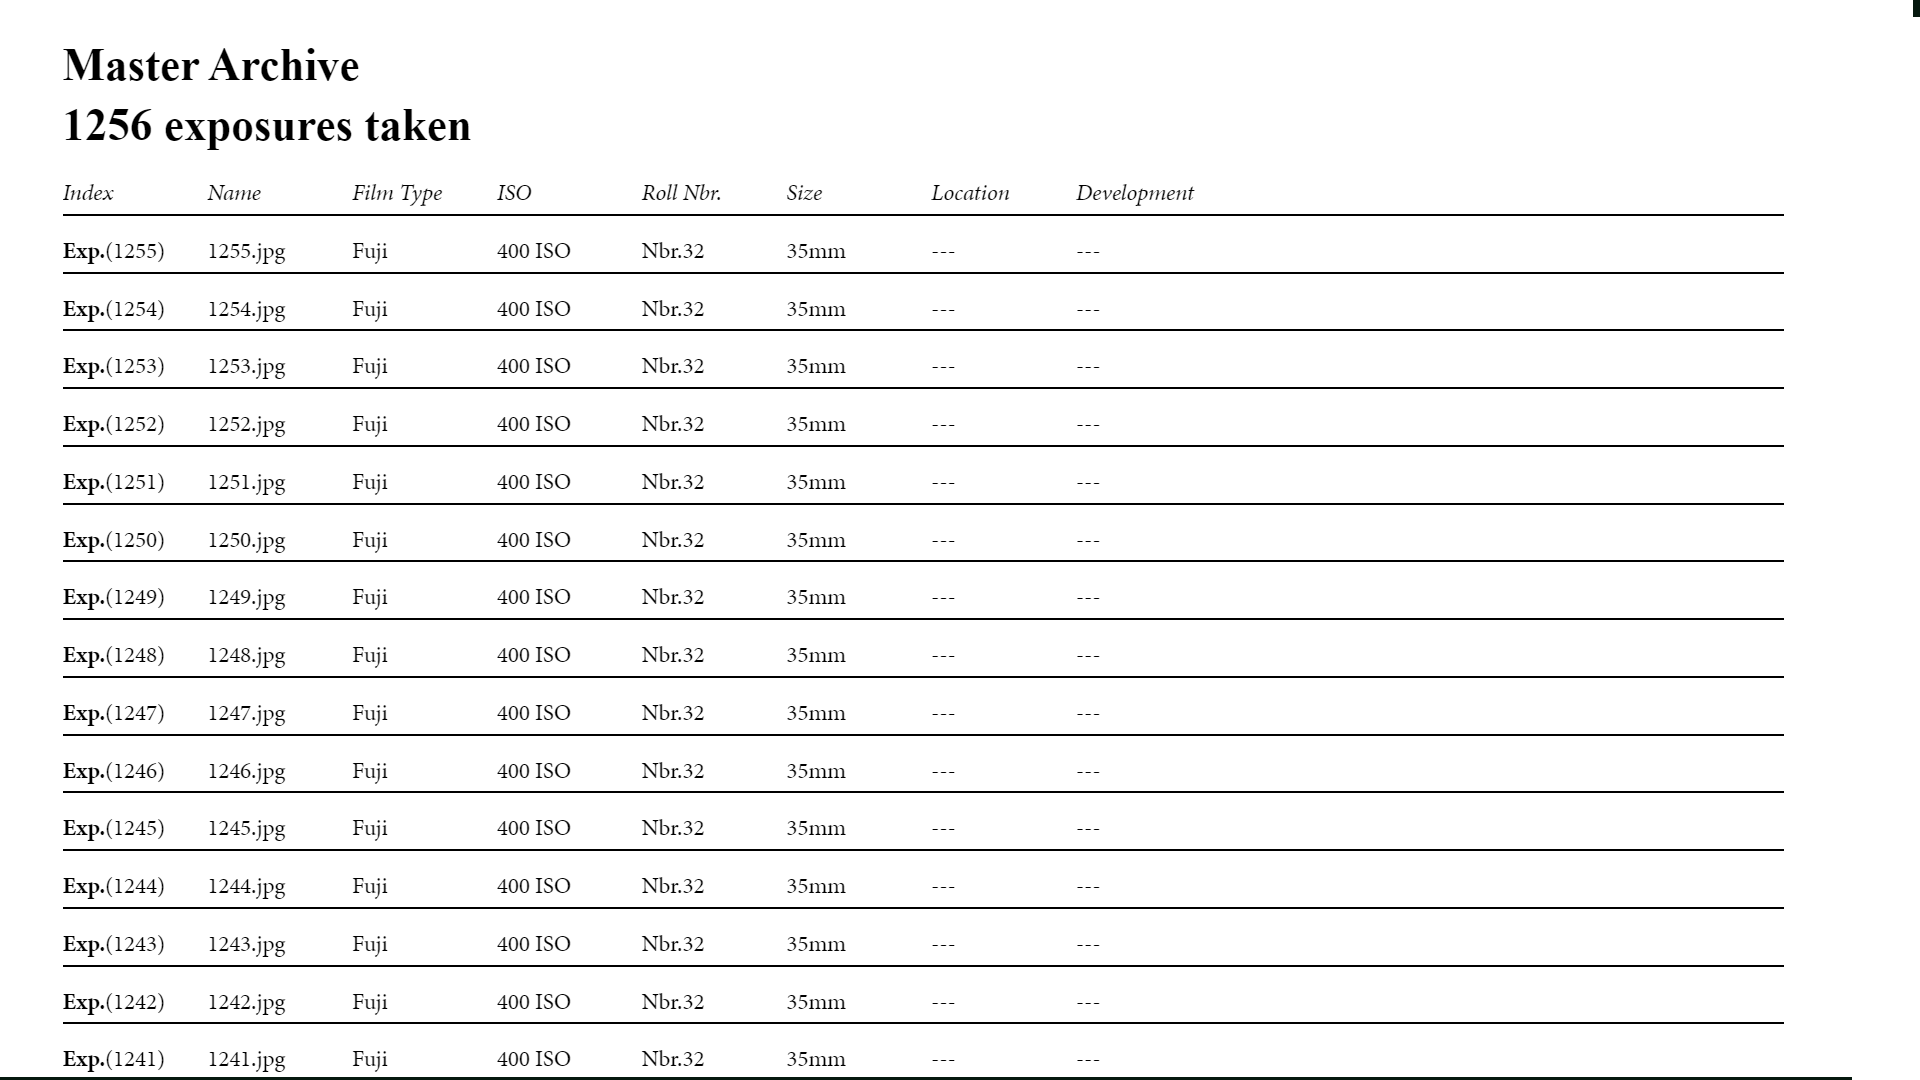 Master Archive
1256 exposures taken
Index Name Film Type ISO Roll Nbr. Size Location Development
Exp.(1255) 1255.jpg Fuji 400 ISO Nbr.32 35mm --- ---
Exp.(1254) 1254.jpg Fuji 400 ISO Nbr.32 35mm --- ---
Exp.(1253) 1253.jpg Fuji 400 ISO Nbr.32 35mm --- ---
Exp.(1252) 1252.jpg Fuji 400 ISO Nbr.32 35mm --- ---
Exp.(1251) 1251.jpg Fuji 400 ISO Nbr.32 35mm --- ---
Exp.(1250) 1250.jpg Fuji 400 ISO Nbr.32 35mm --- ---
Exp.(1249) 1249.jpg Fuji 400 ISO Nbr.32 35mm --- ---
Exp.(1248) 1248.jpg Fuji 400 ISO Nbr.32 35mm --- ---
Exp.(1247) 1247.jpg Fuji 400 ISO Nbr.32 35mm --- ---
Exp.(1246) 1246.jpg Fuji 400 ISO Nbr.32 35mm --- ---
Exp.(1245) 1245.jpg Fuji 400 ISO Nbr.32 35mm --- ---
Exp.(1244) 1244.jpg Fuji 400 ISO Nbr.32 35mm --- ---
Exp.(1243) 1243.jpg Fuji 400 ISO Nbr.32 35mm --- ---
Exp.(1242) 1242.jpg Fuji 400 ISO Nbr.32 35mm --- ---
Exp.(1241) 1241.jpg Fuji 400 ISO Nbr.32 35mm --- ---